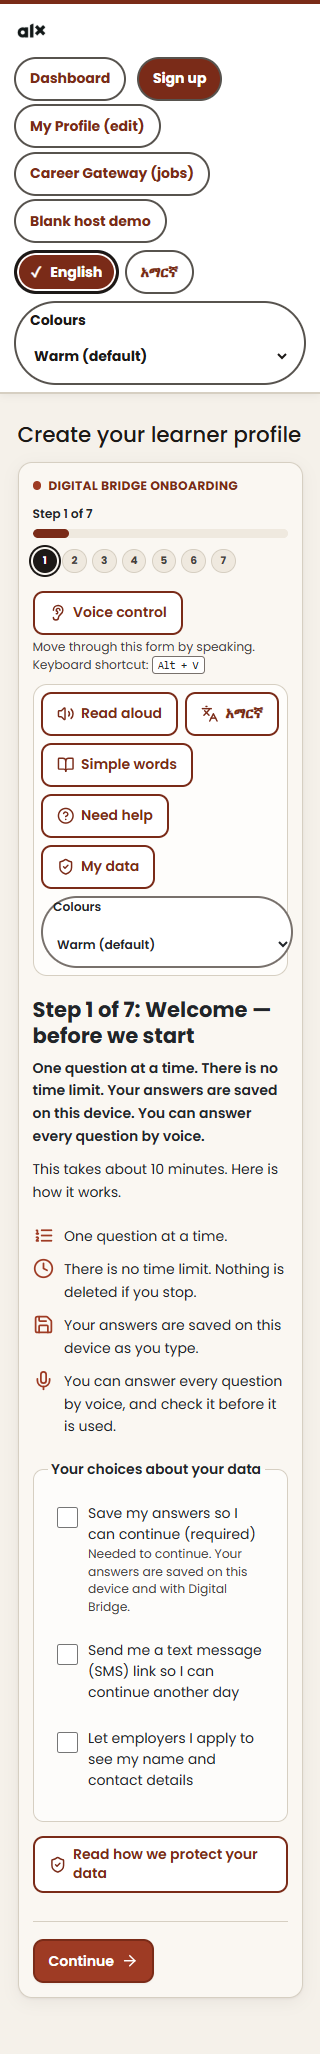 alx
Dashboard
Sign up
My Profile (edit)
Career Gateway (jobs)
Blank host demo
✓ English
አማርኛ
Colours
Warm (default)
Create your learner profile
DIGITAL BRIDGE ONBOARDING
Step 1 of 7
1 2 3 4 5 6 7
Voice control
Move through this form by speaking.
Keyboard shortcut: Alt + V
Read aloud
አማርኛ
Simple words
Need help
My data
Colours
Warm (default)
Step 1 of 7: Welcome —
before we start
One question at a time. There is no
time limit. Your answers are saved
on this device. You can answer
every question by voice.
This takes about 10 minutes. Here is
how it works.
One question at a time.
There is no time limit. Nothing is
deleted if you stop.
Your answers are saved on this
device as you type.
You can answer every question
by voice, and check it before it
is used.
Your choices about your data
Save my answers so I
can continue (required)
Needed to continue. Your
answers are saved on this
device and with Digital
Bridge.
Send me a text message
(SMS) link so I can
continue another day
Let employers I apply to
see my name and
contact details
Read how we protect your
data
Continue →